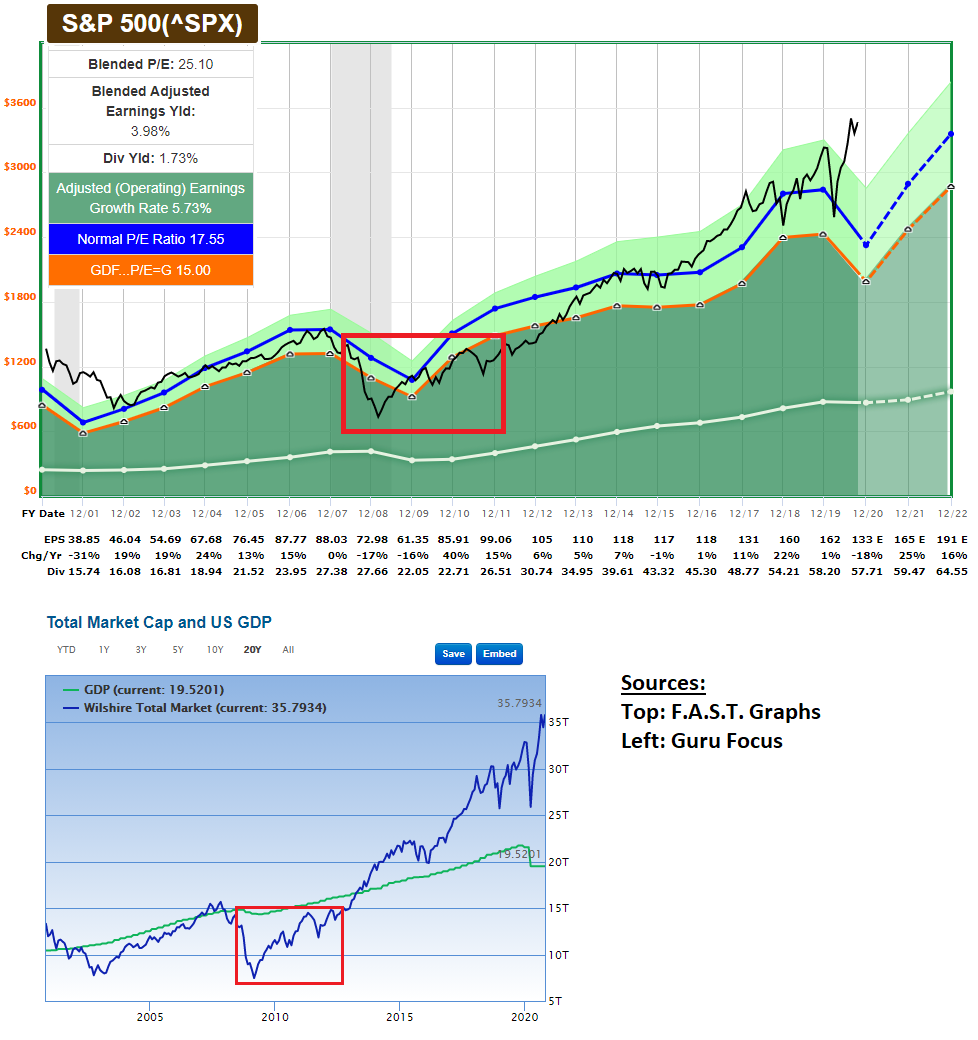 S&P 500(^SPX)
Blended P/E: 25.10
Blended Adjusted
Earnings Yld:
3.98%
Div Yld: 1.73%
Adjusted (Operating) Earnings
Growth Rate 5.73%
Normal P/E Ratio 17.55
GDF...P/E=G 15.00
$3600
$3000
$2400
$1800
$1200
$600
$0
FY Date 12/01 12/02 12/03 12/04 12/05 12/06 12/07 12/08 12/09 12/10 12/11 12/12 12/13 12/14 12/15 12/16 12/17 12/18 12/19 12/20 12/21 12/22
EPS 38.85 46.04 54.69 67.68 76.45 87.77 88.03 72.98 61.35 85.91 99.06 105 110 118 117 118 131 160 162 133 E 165 E 191 E
Chg/Yr -31% 19% 19% 24% 13% 15% 0% -17% -16% 40% 15% 6% 5% 7% -1% 1% 11% 22% 1% -18% 25% 16%
Div 15.74 16.08 16.81 18.94 21.52 23.95 27.38 27.66 22.05 22.71 26.51 30.74 34.95 39.61 43.32 45.30 48.77 54.21 58.20 57.71 59.47 64.55
Total Market Cap and US GDP
YTD 1Y 3Y 5Y 10Y 20Y All
Save Embed
GDP (current: 19.5201)
Wilshire Total Market (current: 35.7934)
35.7934
35T
30T
25T
19.5201
20T
15T
10T
5T
2005 2010 2015 2020
Sources:
Top: F.A.S.T. Graphs
Left: Guru Focus